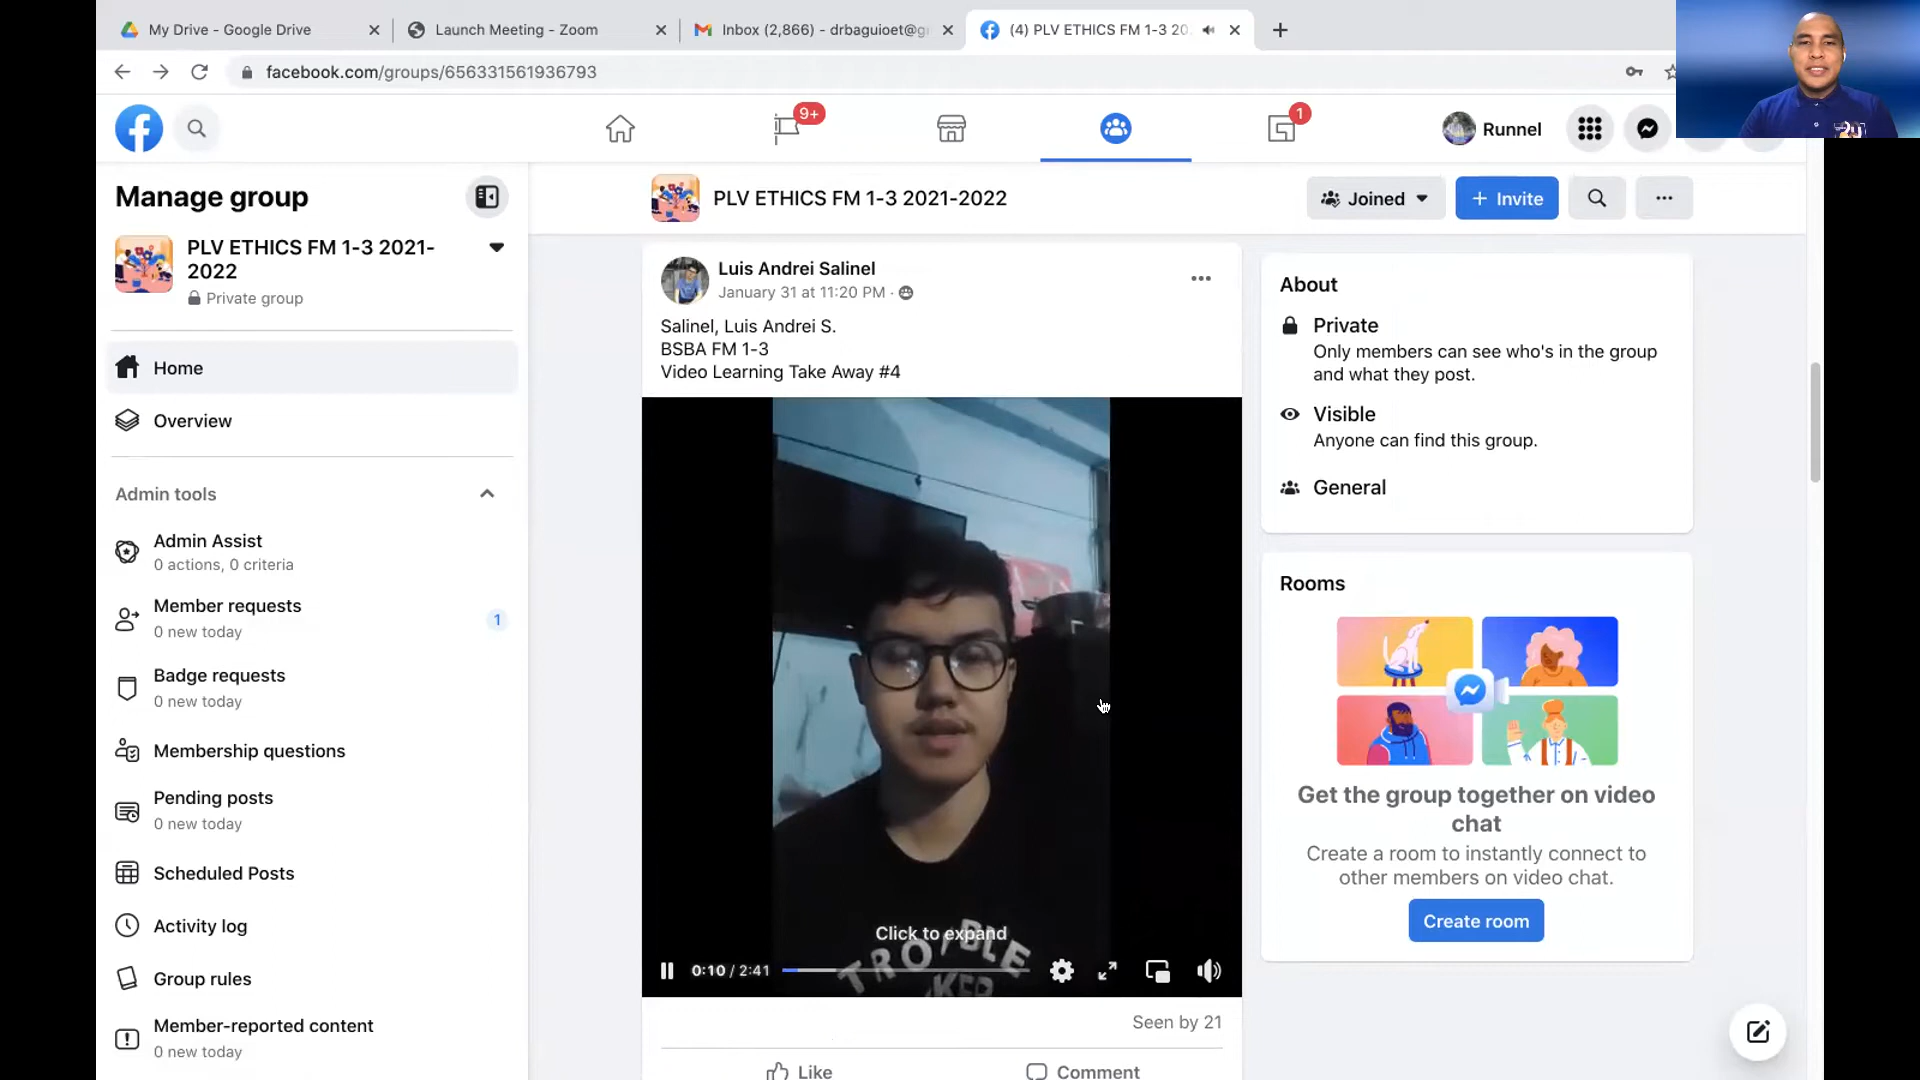 My Drive - Google Drive
Launch Meeting - Zoom
Inbox (2,866) - drbaguioet@g
(4) PLV ETHICS FM 1-3 20
facebook.com/groups/656331561936793
9+
1
Runnel
Manage group
PLV ETHICS FM 1-3 2021-
2022
Private group
Home
Overview
Admin tools
Admin Assist
0 actions, 0 criteria
Member requests
0 new today
1
Badge requests
0 new today
Membership questions
Pending posts
0 new today
Scheduled Posts
Activity log
Group rules
Member-reported content
0 new today
PLV ETHICS FM 1-3 2021-2022
Joined
+ Invite
Luis Andrei Salinel
January 31 at 11:20 PM ·
Salinel, Luis Andrei S.
BSBA FM 1-3
Video Learning Take Away #4
Click to expand
0:10 / 2:41
Seen by 21
Like
Comment
About
Private
Only members can see who's in the group
and what they post.
Visible
Anyone can find this group.
General
Rooms
Get the group together on video
chat
Create a room to instantly connect to
other members on video chat.
Create room